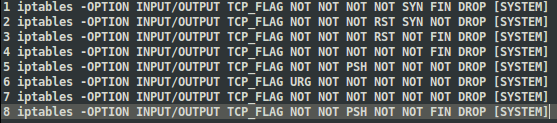 1 iptables -OPTION INPUT/OUTPUT TCP_FLAG NOT NOT NOT NOT SYN FIN DROP [SYSTEM]
2 iptables -OPTION INPUT/OUTPUT TCP_FLAG NOT NOT NOT RST SYN NOT DROP [SYSTEM]
3 iptables -OPTION INPUT/OUTPUT TCP_FLAG NOT NOT NOT RST NOT FIN DROP [SYSTEM]
4 iptables -OPTION INPUT/OUTPUT TCP_FLAG NOT NOT NOT NOT NOT FIN DROP [SYSTEM]
5 iptables -OPTION INPUT/OUTPUT TCP_FLAG NOT NOT PSH NOT NOT NOT DROP [SYSTEM]
6 iptables -OPTION INPUT/OUTPUT TCP_FLAG URG NOT NOT NOT NOT NOT DROP [SYSTEM]
7 iptables -OPTION INPUT/OUTPUT TCP_FLAG NOT NOT NOT NOT NOT NOT DROP [SYSTEM]
8 iptables -OPTION INPUT/OUTPUT TCP_FLAG NOT NOT PSH NOT NOT FIN DROP [SYSTEM]